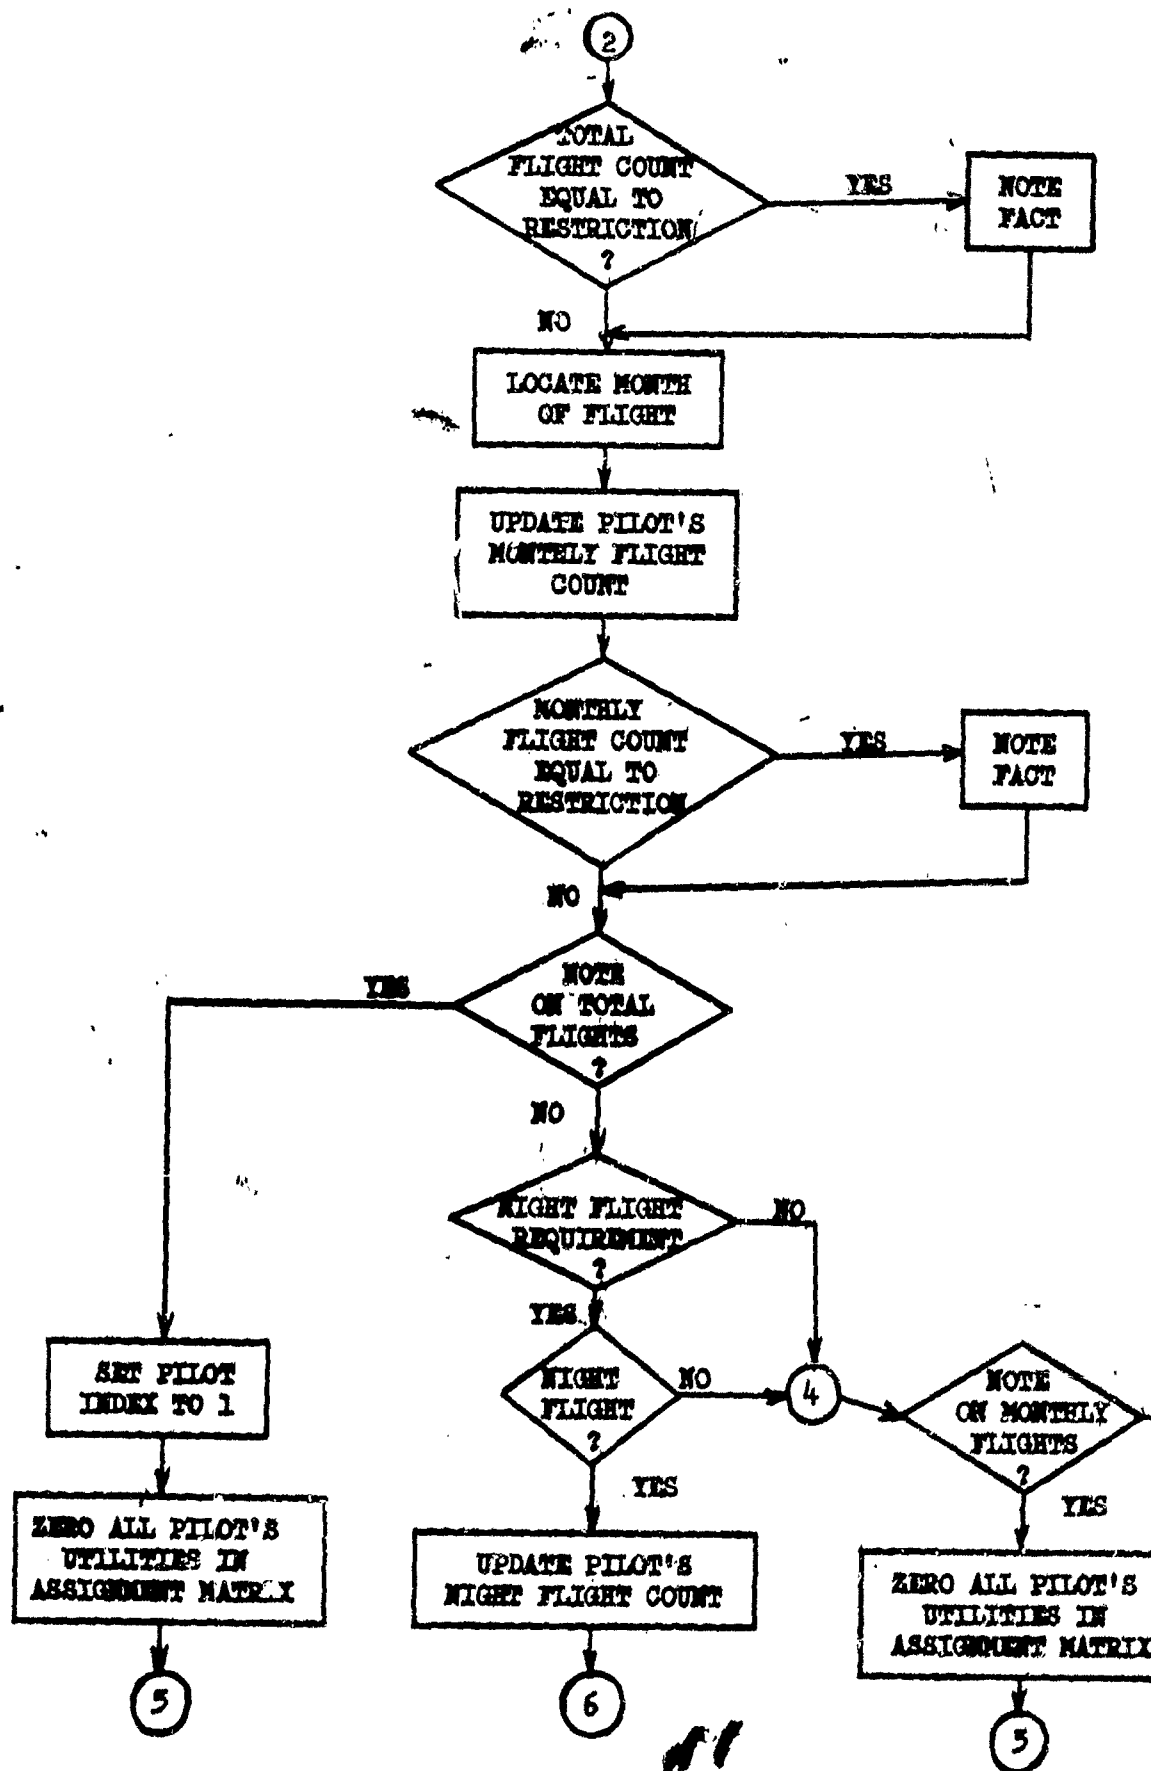 2
TOTAL
FLIGHT COUNT
EQUAL TO
RESTRICTION
?
YES
NOTE
FACT
NO
LOCATE MONTH
OF FLIGHT
UPDATE PILOT'S
MONTHLY FLIGHT
COUNT
MONTHLY
FLIGHT COUNT
EQUAL TO
RESTRICTION
YES
NOTE
FACT
NO
NOTE
ON TOTAL
FLIGHTS
?
YES
NO
NIGHT FLIGHT
REQUIREMENT
?
NO
YES
NIGHT
FLIGHT
?
NO
4
NOTE
ON MONTHLY
FLIGHTS
?
YES
YES
SET PILOT
INDEX TO 1
ZERO ALL PILOT'S
UTILITIES IN
ASSIGNMENT MATRIX
5
UPDATE PILOT'S
NIGHT FLIGHT COUNT
6
ZERO ALL PILOT'S
UTILITIES IN
ASSIGNMENT MATRIX